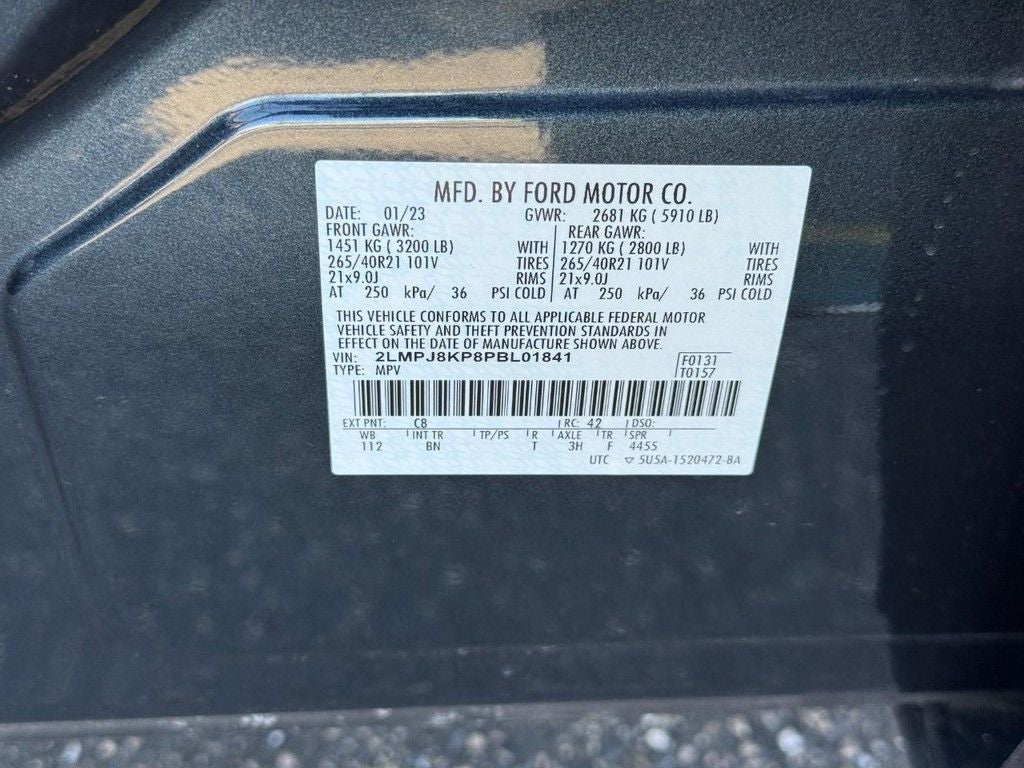 MFD. BY FORD MOTOR CO.
DATE: 01/23 GVWR: 2681 KG ( 5910 LB)
FRONT GAWR: REAR GAWR:
1451 KG ( 3200 LB) WITH 1270 KG ( 2800 LB) WITH
265/40R21 101V TIRES 265/40R21 101V TIRES
21x9.0J RIMS 21x9.0J RIMS
AT 250 kPa/ 36 PSI COLD AT 250 kPa/ 36 PSI COLD
THIS VEHICLE CONFORMS TO ALL APPLICABLE FEDERAL MOTOR
VEHICLE SAFETY AND THEFT PREVENTION STANDARDS IN
EFFECT ON THE DATE OF MANUFACTURE SHOWN ABOVE.
VIN: 2LMPJ8KP8PBL01841 F0131
TYPE: MPV T0157
EXT PNT: C8 RC: 42 DSO:
WB INT TR TP/PS R AXLE TR SPR
112 BN T 3H F 4455
UTC ▽ 5U5A-1520472-BA